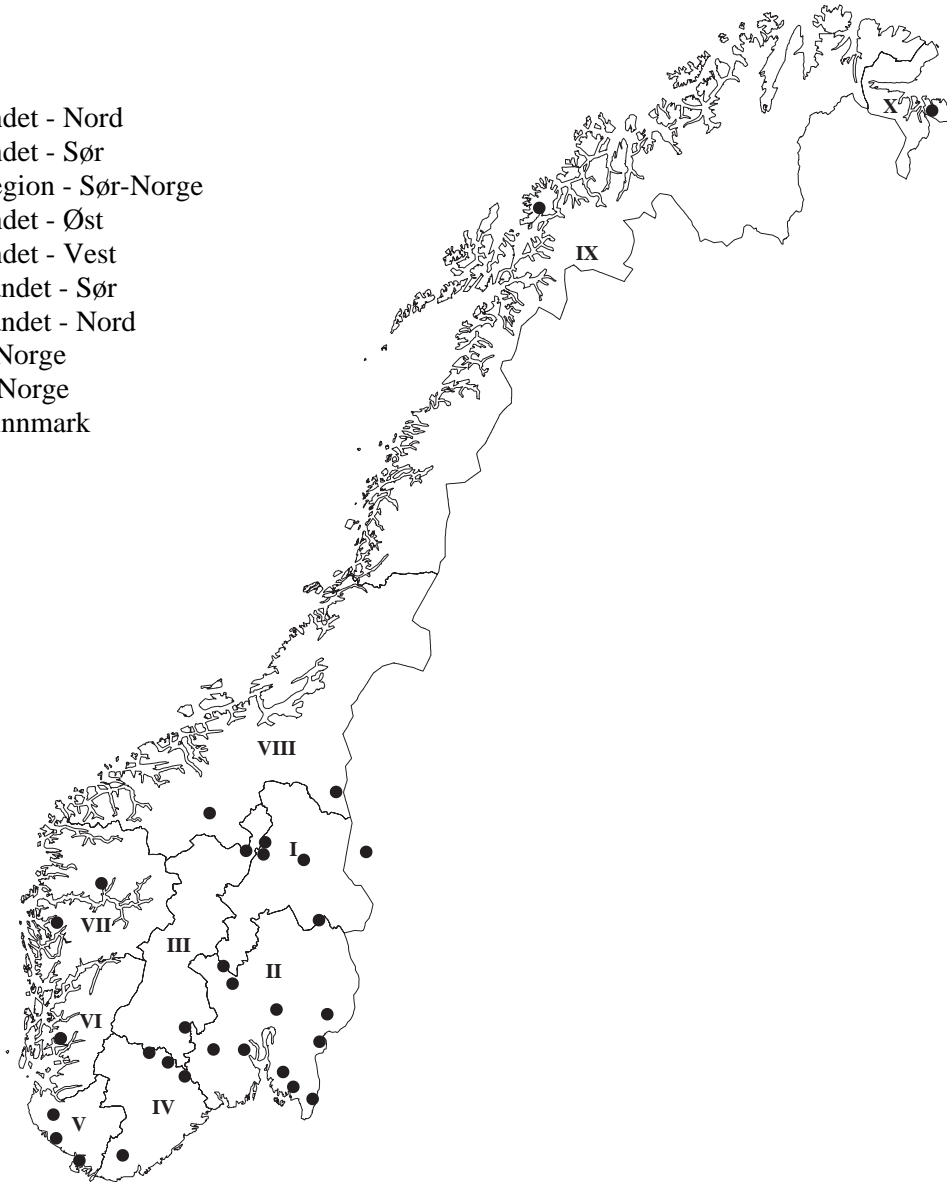 ndet - Nord
ndet - Sør
egion - Sør-Norge
ndet - Øst
ndet - Vest
andet - Sør
andet - Nord
Norge
Norge
innmark
X
IX
VIII
I
VII
III
II
VI
IV
V